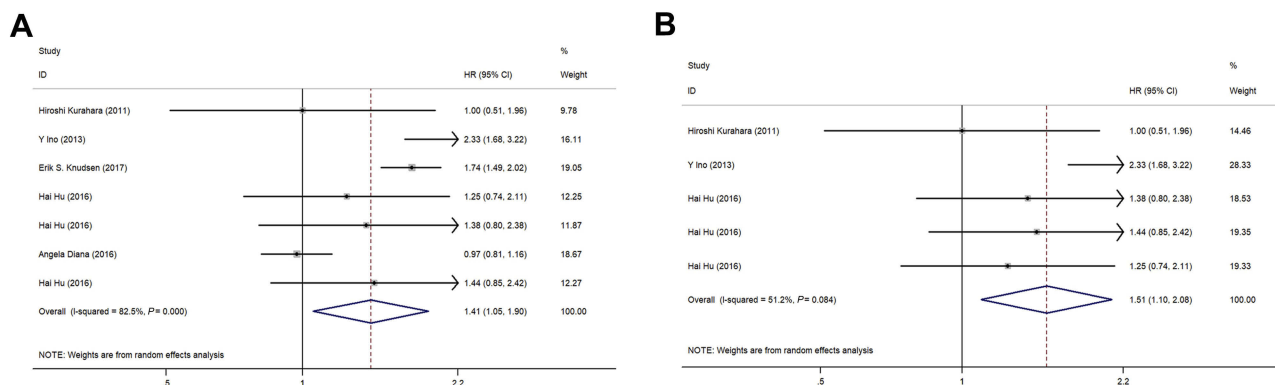 A
Study %
ID HR (95% CI) Weight
Hiroshi Kurahara (2011) 1.00 (0.51, 1.96) 9.78
Y Ino (2013) 2.33 (1.68, 3.22) 16.11
Erik S. Knudsen (2017) 1.74 (1.49, 2.02) 19.05
Hai Hu (2016) 1.25 (0.74, 2.11) 12.25
Hai Hu (2016) 1.38 (0.80, 2.38) 11.87
Angela Diana (2016) 0.97 (0.81, 1.16) 18.67
Hai Hu (2016) 1.44 (0.85, 2.42) 12.27
Overall (I-squared = 82.5%, P = 0.000) 1.41 (1.05, 1.90) 100.00
NOTE: Weights are from random effects analysis
.5 1 2.2
B
Study %
ID HR (95% CI) Weight
Hiroshi Kurahara (2011) 1.00 (0.51, 1.96) 14.46
Y Ino (2013) 2.33 (1.68, 3.22) 28.33
Hai Hu (2016) 1.38 (0.80, 2.38) 18.53
Hai Hu (2016) 1.44 (0.85, 2.42) 19.35
Hai Hu (2016) 1.25 (0.74, 2.11) 19.33
Overall (I-squared = 51.2%, P = 0.084) 1.51 (1.10, 2.08) 100.00
NOTE: Weights are from random effects analysis
.5 1 2.2